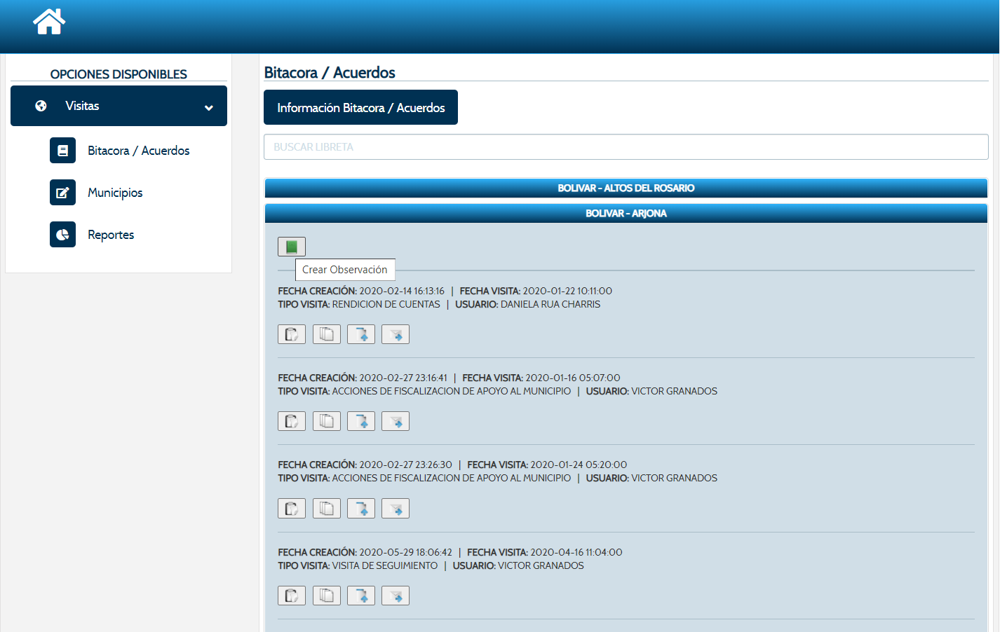 OPCIONES DISPONIBLES
Visitas
Bitacora / Acuerdos
Municipios
Reportes
Bitacora / Acuerdos
Información Bitacora / Acuerdos
BUSCAR LIBRETA
BOLIVAR - ALTOS DEL ROSARIO
BOLIVAR - ARJONA
Crear Observación
FECHA CREACIÓN: 2020-02-14 16:13:16 | FECHA VISITA: 2020-01-22 10:11:00
TIPO VISITA: RENDICION DE CUENTAS | USUARIO: DANIELA RUA CHARRIS
FECHA CREACIÓN: 2020-02-27 23:16:41 | FECHA VISITA: 2020-01-16 05:07:00
TIPO VISITA: ACCIONES DE FISCALIZACION DE APOYO AL MUNICIPIO | USUARIO: VICTOR GRANADOS
FECHA CREACIÓN: 2020-02-27 23:26:30 | FECHA VISITA: 2020-01-24 05:20:00
TIPO VISITA: ACCIONES DE FISCALIZACION DE APOYO AL MUNICIPIO | USUARIO: VICTOR GRANADOS
FECHA CREACIÓN: 2020-05-29 18:06:42 | FECHA VISITA: 2020-04-16 11:04:00
TIPO VISITA: VISITA DE SEGUIMIENTO | USUARIO: VICTOR GRANADOS